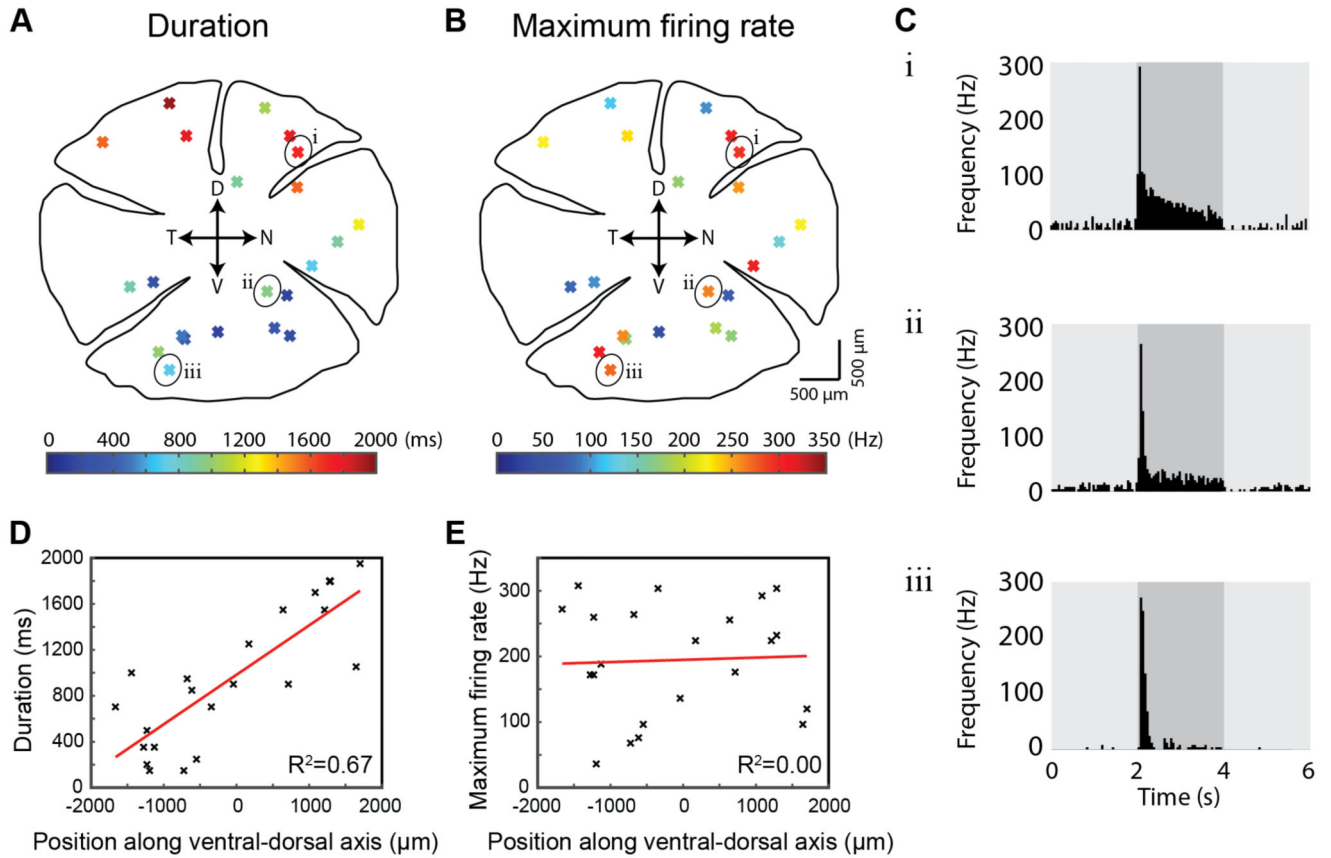 A Duration
B Maximum firing rate
C
i
300
200
100
0
Frequency (Hz)
i
D
T N
V
ii
iii
i
D
T N
V
ii
iii
500 µm
500 µm
0 400 800 1200 1600 2000 (ms)
0 50 100 150 200 250 300 350 (Hz)
ii
300
200
100
0
Frequency (Hz)
iii
300
200
100
0
Frequency (Hz)
0 2 4 6
Time (s)
D
2000
1600
1200
800
400
0
Duration (ms)
R²=0.67
-2000 -1000 0 1000 2000
Position along ventral-dorsal axis (µm)
E
300
200
100
0
Maximum firing rate (Hz)
R²=0.00
-2000 -1000 0 1000 2000
Position along ventral-dorsal axis (µm)